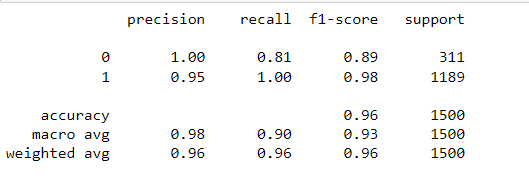 precision recall f1-score support
0 1.00 0.81 0.89 311
1 0.95 1.00 0.98 1189
accuracy 0.96 1500
macro avg 0.98 0.90 0.93 1500
weighted avg 0.96 0.96 0.96 1500